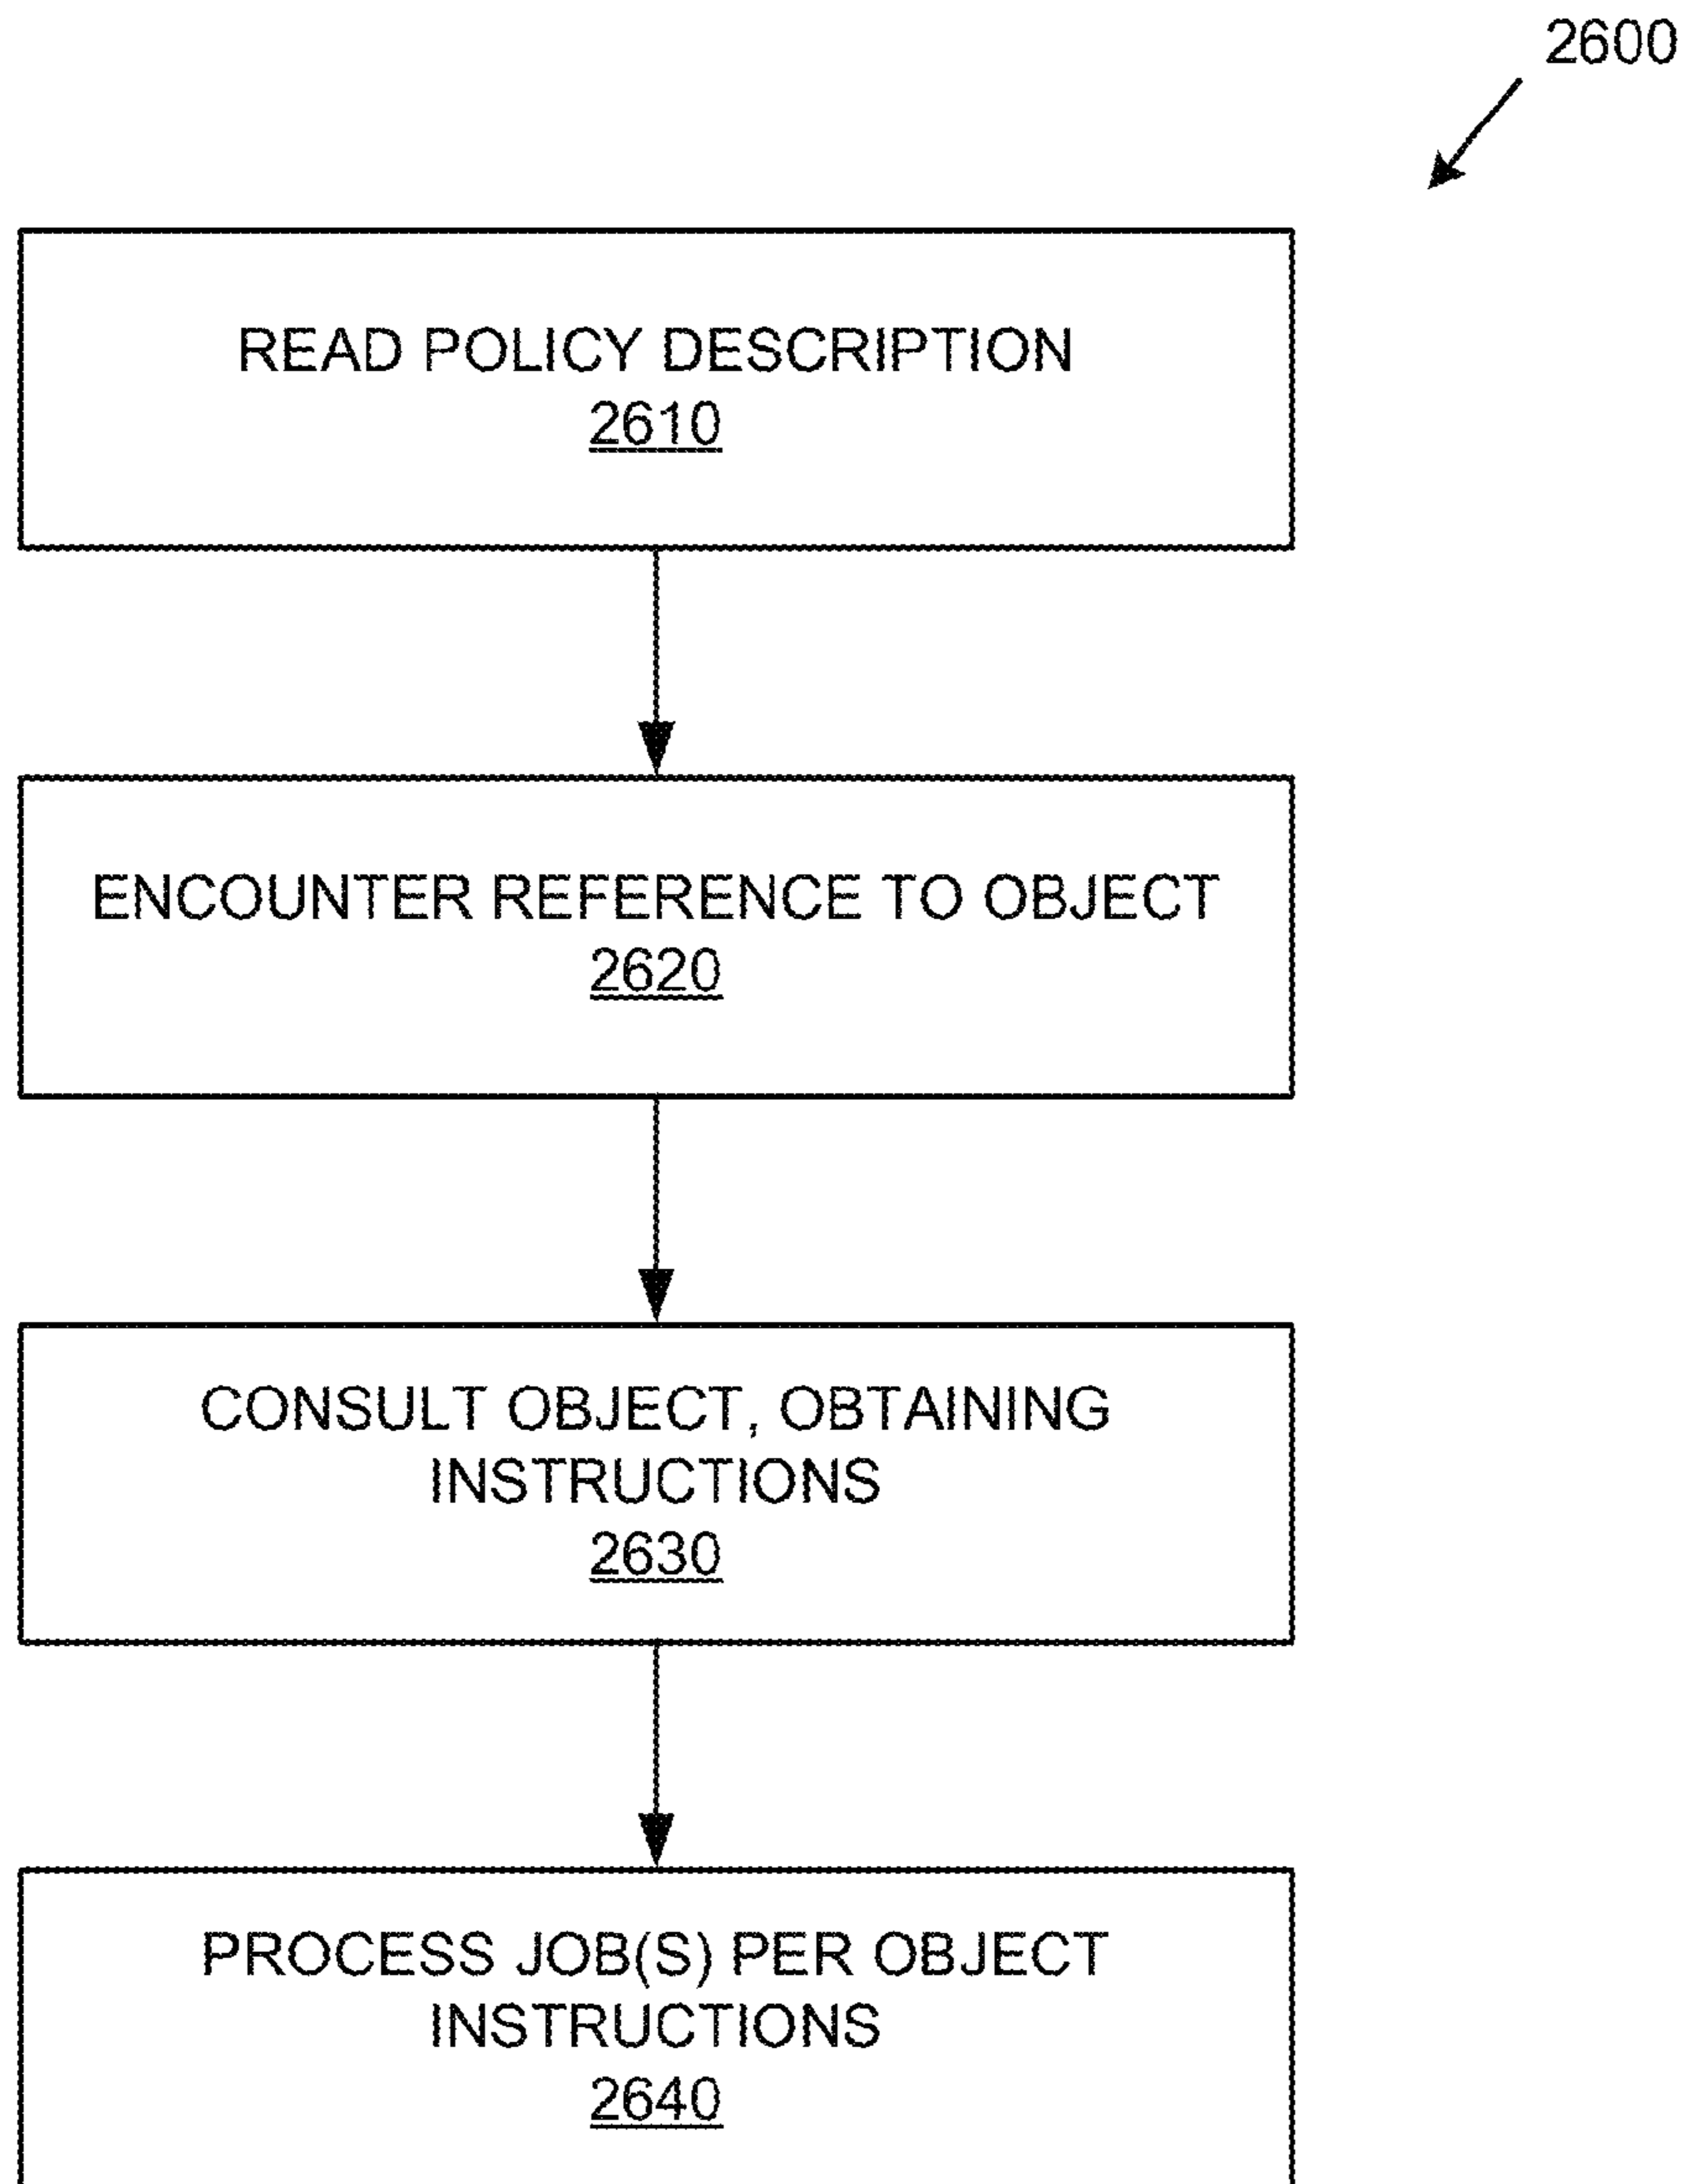 2600
READ POLICY DESCRIPTION
2610
ENCOUNTER REFERENCE TO OBJECT
2620
CONSULT OBJECT, OBTAINING
INSTRUCTIONS
2630
PROCESS JOB(S) PER OBJECT
INSTRUCTIONS
2640